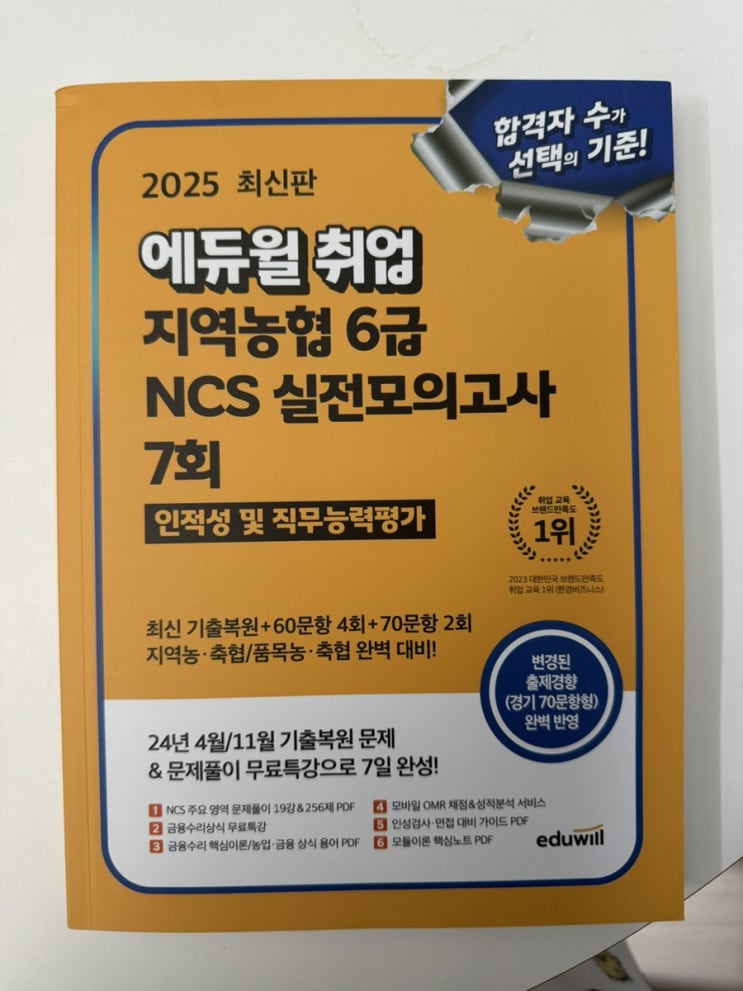 합격자 수가
선택의 기준!
2025 최신판
에듀윌 취업
지역농협 6급
NCS 실전모의고사
7회
인적성 및 직무능력평가
취업 교육
브랜드만족도
1위
2023 대한민국 브랜드만족도
취업 교육 1위 (한경비즈니스)
최신 기출복원+60문항 4회+70문항 2회
지역농·축협/품목농·축협 완벽 대비!
변경된
출제경향
(경기 70문항형)
완벽 반영
24년 4월/11월 기출복원 문제
& 문제풀이 무료특강으로 7일 완성!
1 NCS 주요 영역 문제풀이 19강&256제 PDF
2 금융수리상식 무료특강
3 금융수리 핵심이론/농업·금융 상식 용어 PDF
4 모바일 OMR 채점&성적분석 서비스
5 인성검사·면접 대비 가이드 PDF
6 모듈이론 핵심노트 PDF
eduwill